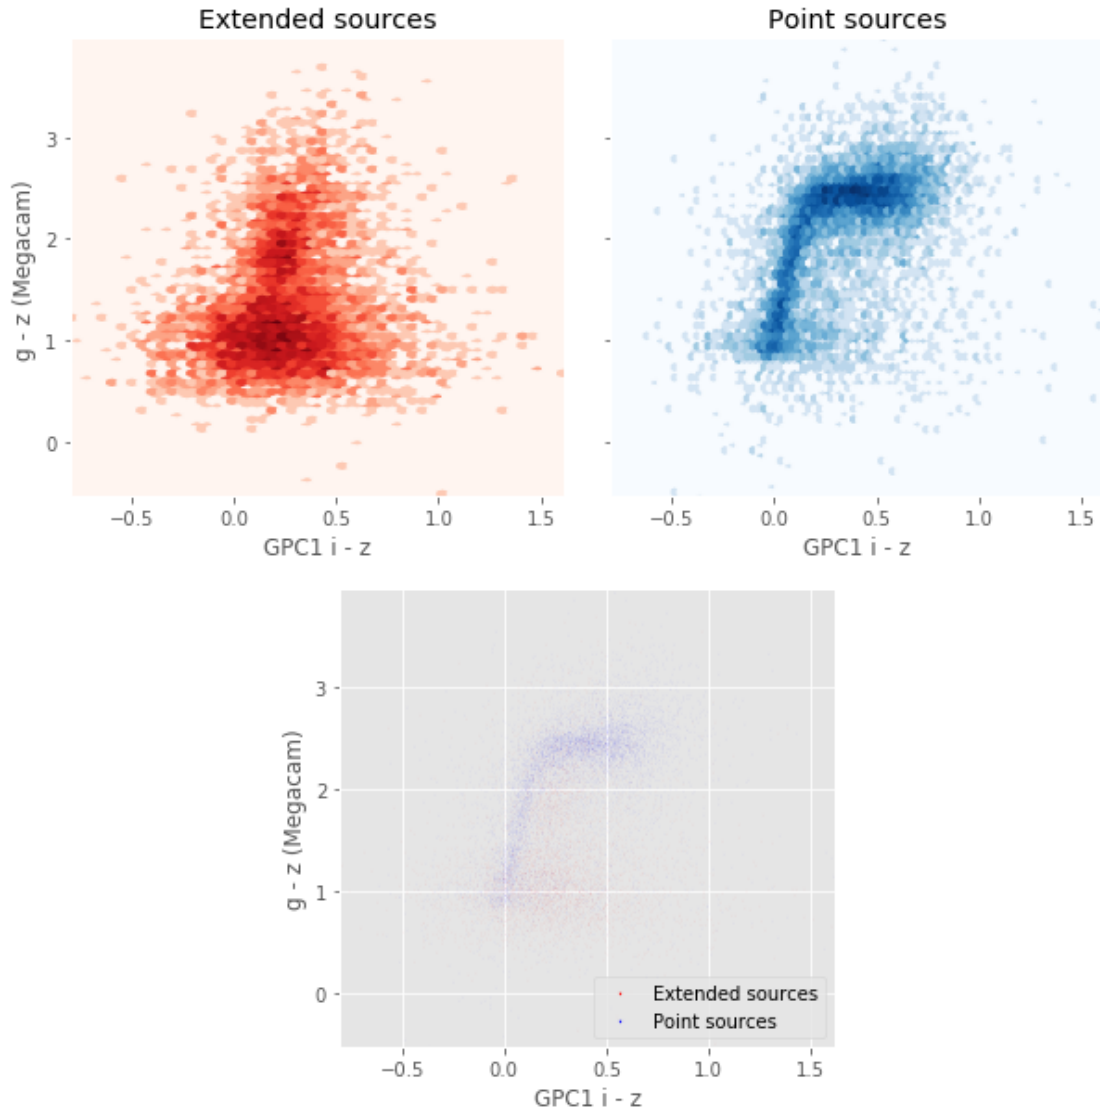 Extended sources
Point sources
3
2
1
0
g - z (Megacam)
−0.5 0.0 0.5 1.0 1.5
GPC1 i - z
−0.5 0.0 0.5 1.0 1.5
GPC1 i - z
3
2
1
0
g - z (Megacam)
Extended sources
Point sources
−0.5 0.0 0.5 1.0 1.5
GPC1 i - z